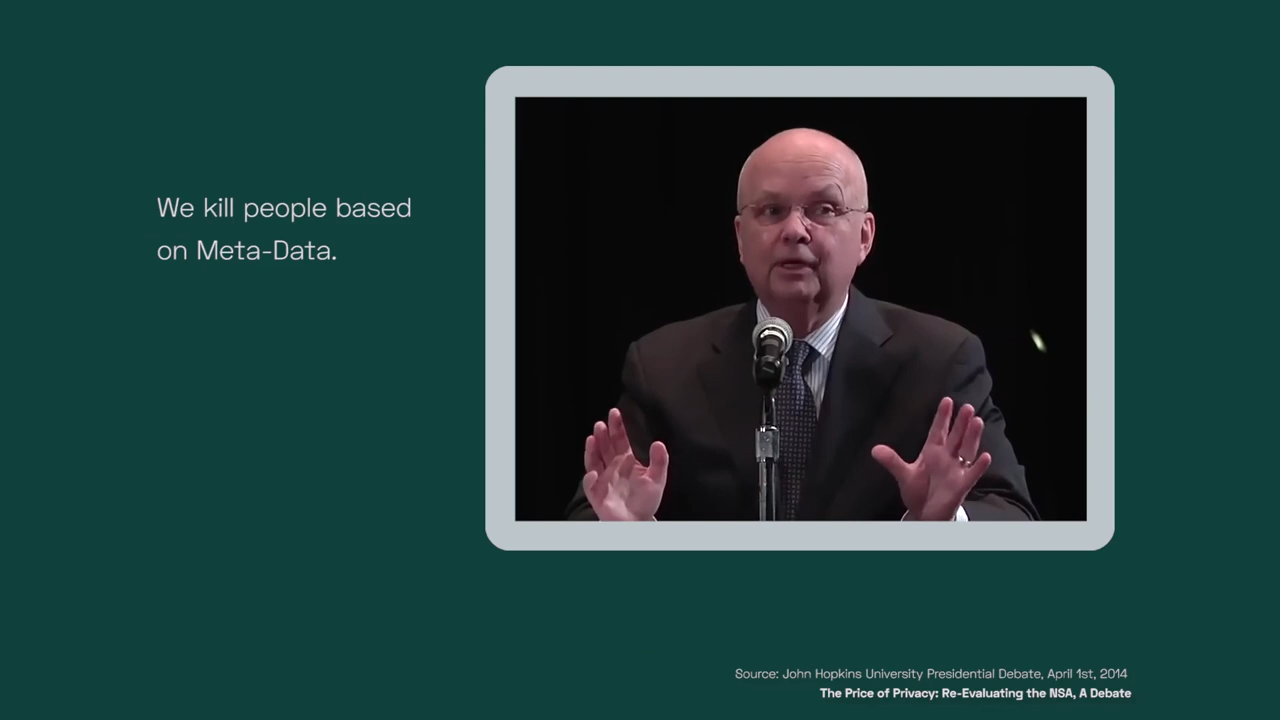 We kill people based
on Meta-Data.
Source: John Hopkins University Presidential Debate, April 1st, 2014
The Price of Privacy: Re-Evaluating the NSA, A Debate